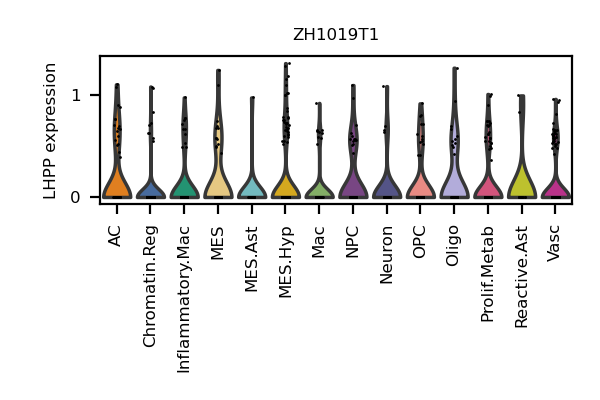 ZH1019T1
LHPP expression
1
0
AC
Chromatin.Reg
Inflammatory.Mac
MES
MES.Ast
MES.Hyp
Mac
NPC
Neuron
OPC
Oligo
Prolif.Metab
Reactive.Ast
Vasc